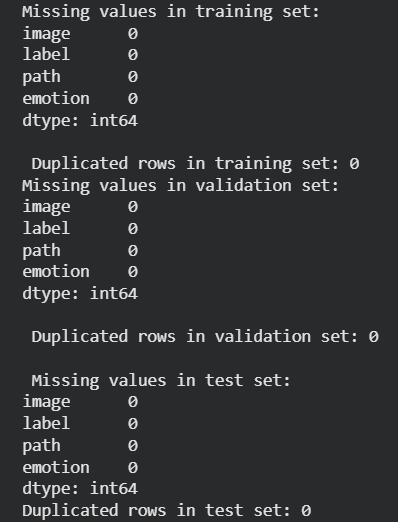 Missing values in training set:
image 0
label 0
path 0
emotion 0
dtype: int64
Duplicated rows in training set: 0
Missing values in validation set:
image 0
label 0
path 0
emotion 0
dtype: int64
Duplicated rows in validation set: 0
Missing values in test set:
image 0
label 0
path 0
emotion 0
dtype: int64
Duplicated rows in test set: 0